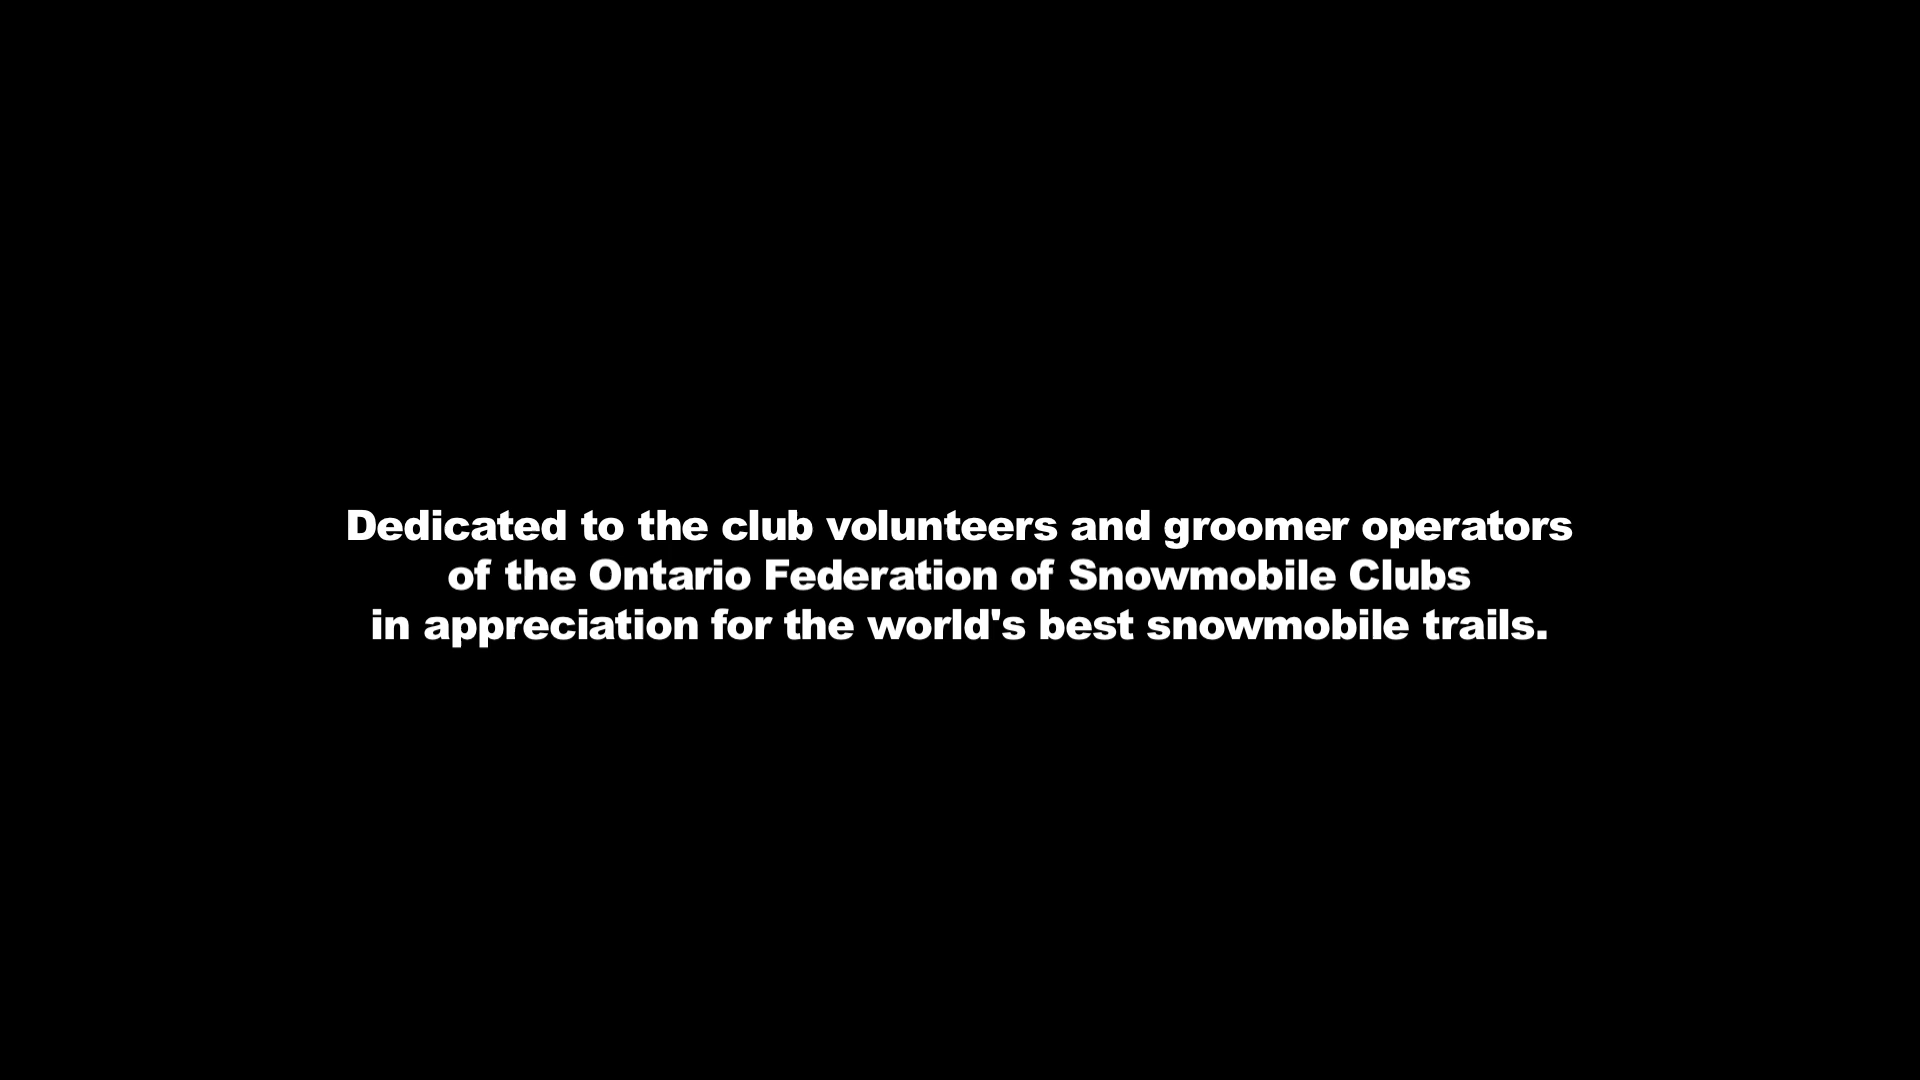 Dedicated to the club volunteers and groomer operators
of the Ontario Federation of Snowmobile Clubs
in appreciation for the world's best snowmobile trails.